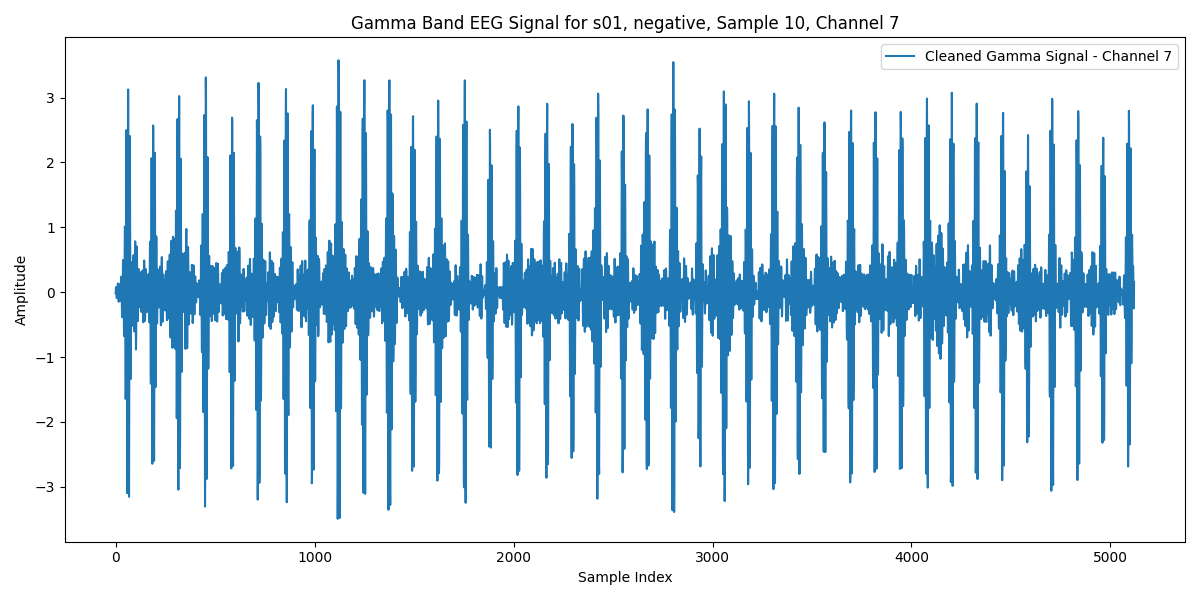 Gamma Band EEG Signal for s01, negative, Sample 10, Channel 7
Cleaned Gamma Signal - Channel 7
Amplitude
3
2
1
0
−1
−2
−3
0 1000 2000 3000 4000 5000
Sample Index